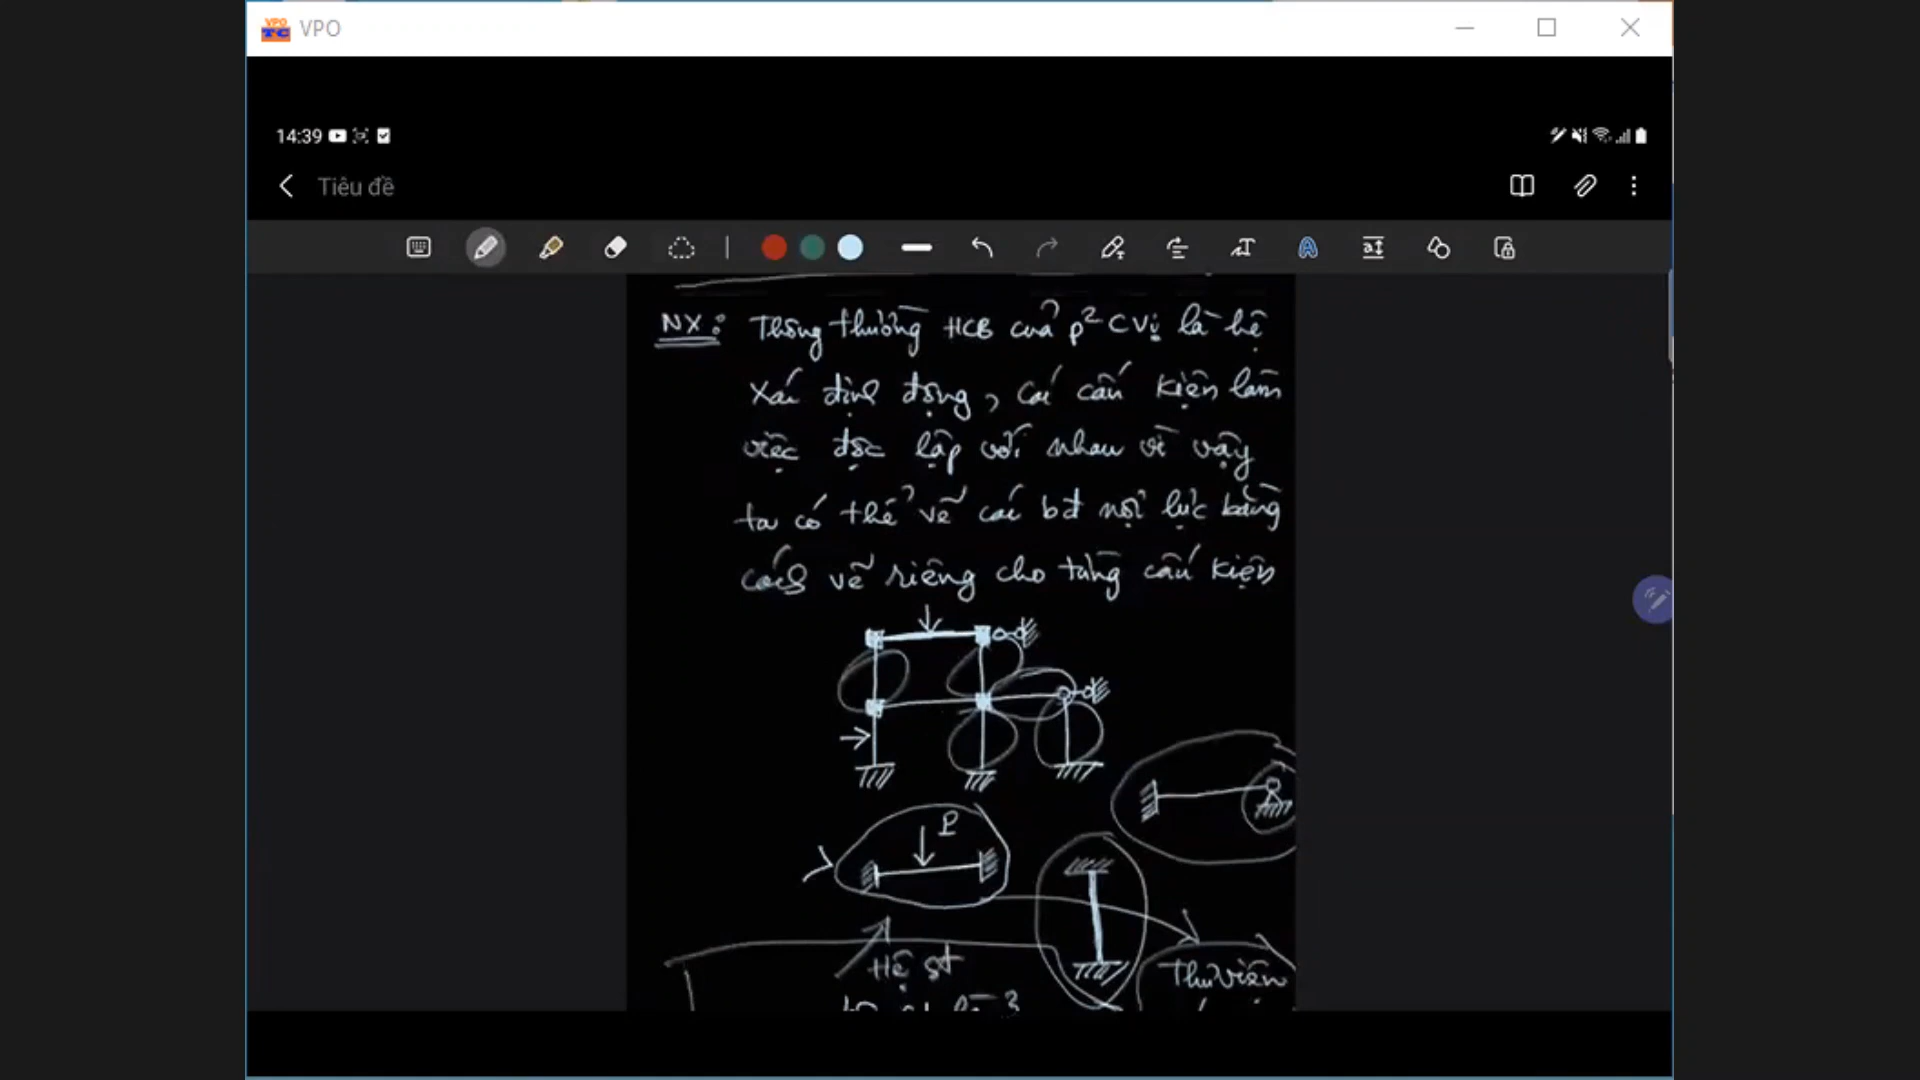 VPO
TC
VPO
14:39
Tiêu đề
NX: Thông thường HCB của p² CVị là hệ
xác định động, các cấu kiện làm
việc độc lập với nhau vì vậy
ta có thể vẽ các bđ nội lực bằng
cách vẽ riêng cho từng cấu kiện
P
Hệ st
Thư viện